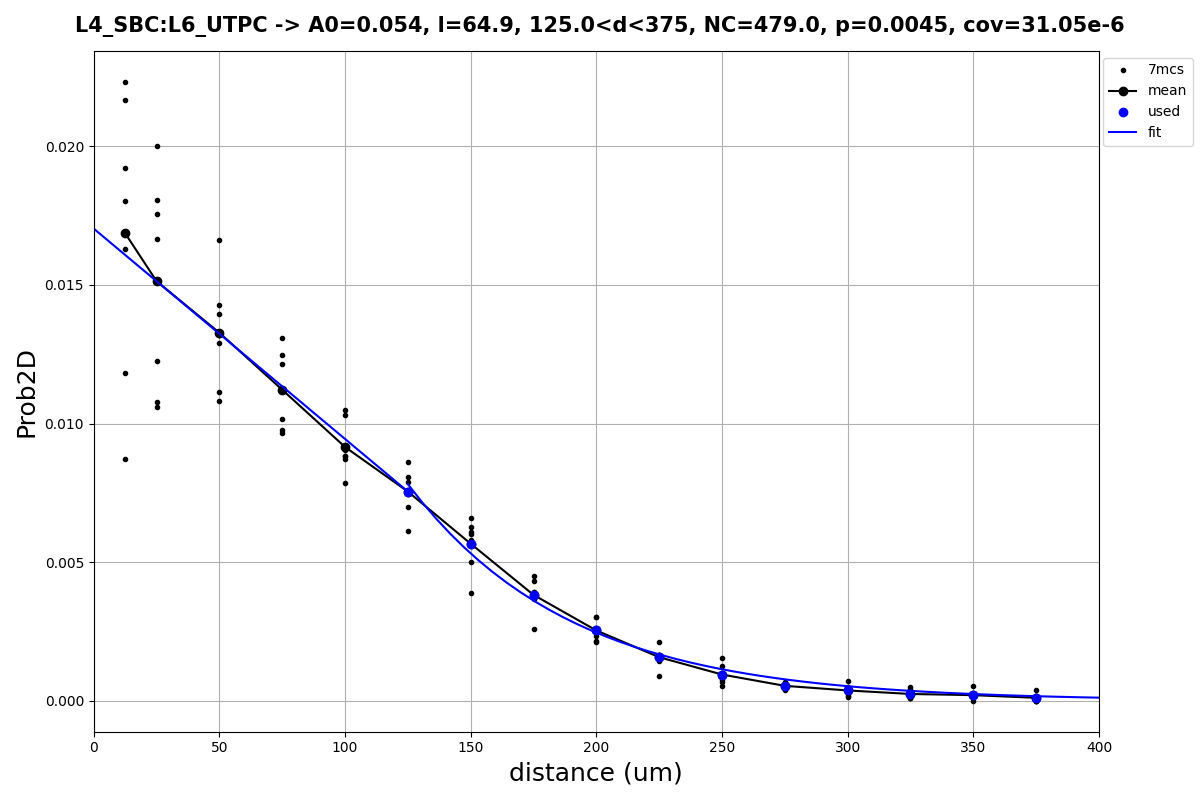 L4_SBC:L6_UTPC -> A0=0.054, l=64.9, 125.0<d<375, NC=479.0, p=0.0045, cov=31.05e-6
7mcs
mean
used
fit
0.020
0.015
0.010
0.005
0.000
Prob2D
0
50
100
150
200
250
300
350
400
distance (um)